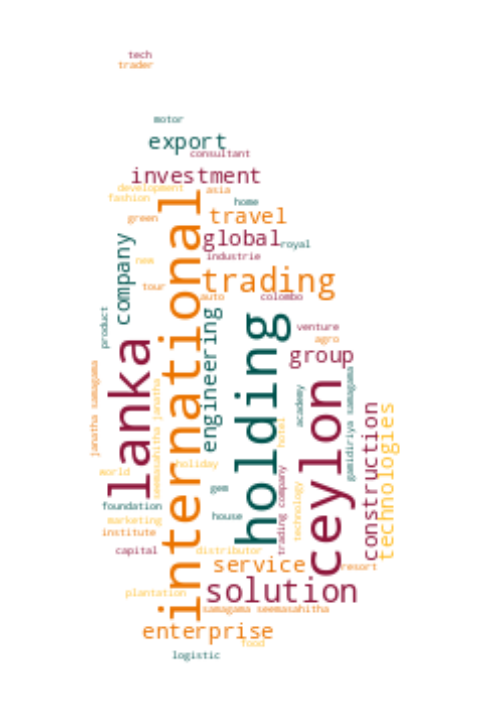 tech
trader
motor
export
consultant
investment
development
asia
fashion
home
international
travel
green
global
royal
company
industrie
new
trading
tour
auto
colombo
product
engineering
holding
venture
agro
lanka
group
janatha samagama
seemasahitha janatha
ceylon
gamidiriya samagama
academy
construction
technologies
hotel
holiday
world
trading company
technology
gem
foundation
house
marketing
institute
capital
distributor
service
resort
solution
plantation
samagama seemasahitha
enterprise
food
logistic